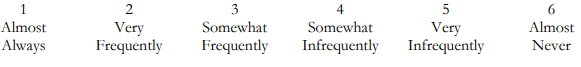 1 2 3 4 5 6
Almost Very Somewhat Somewhat Very Almost
Always Frequently Frequently Infrequently Infrequently Never